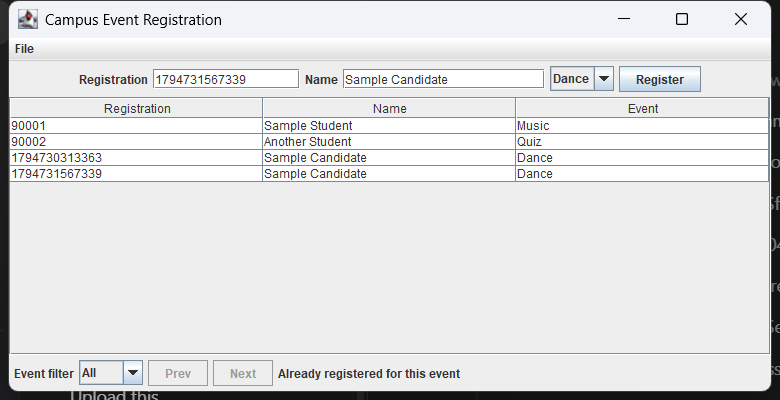 Campus Event Registration
File
Registration 1794731567339 Name Sample Candidate Dance Register
Registration Name Event
90001 Sample Student Music
90002 Another Student Quiz
1794730313363 Sample Candidate Dance
1794731567339 Sample Candidate Dance
Event filter All Prev Next Already registered for this event
Upload this